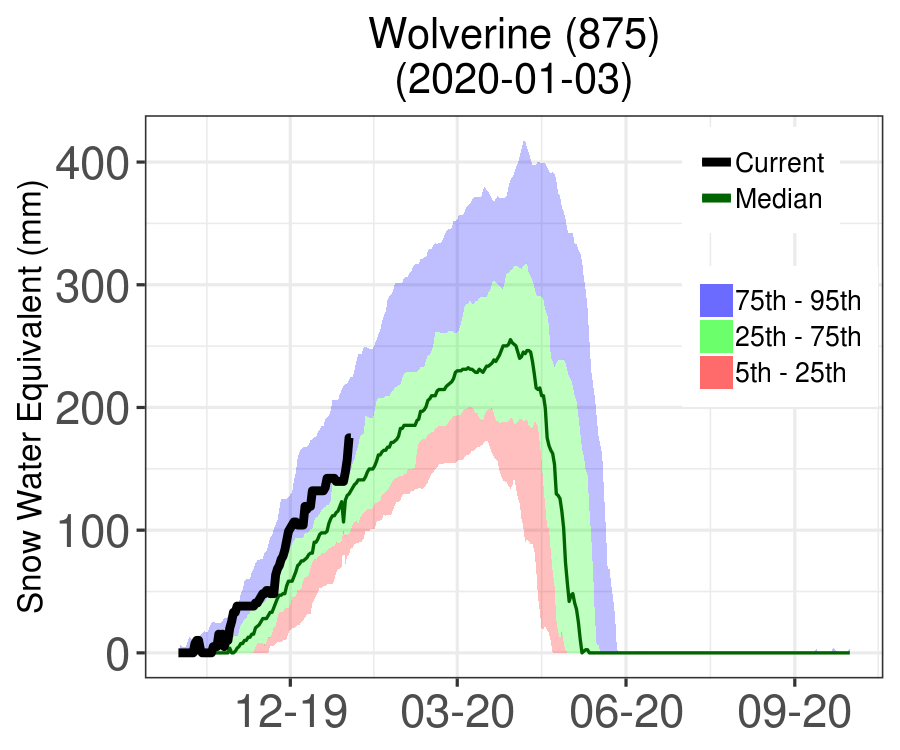 Wolverine (875)
(2020-01-03)
Snow Water Equivalent (mm)
400
300
200
100
0
12-19
03-20
06-20
09-20
Current
Median
75th - 95th
25th - 75th
5th - 25th